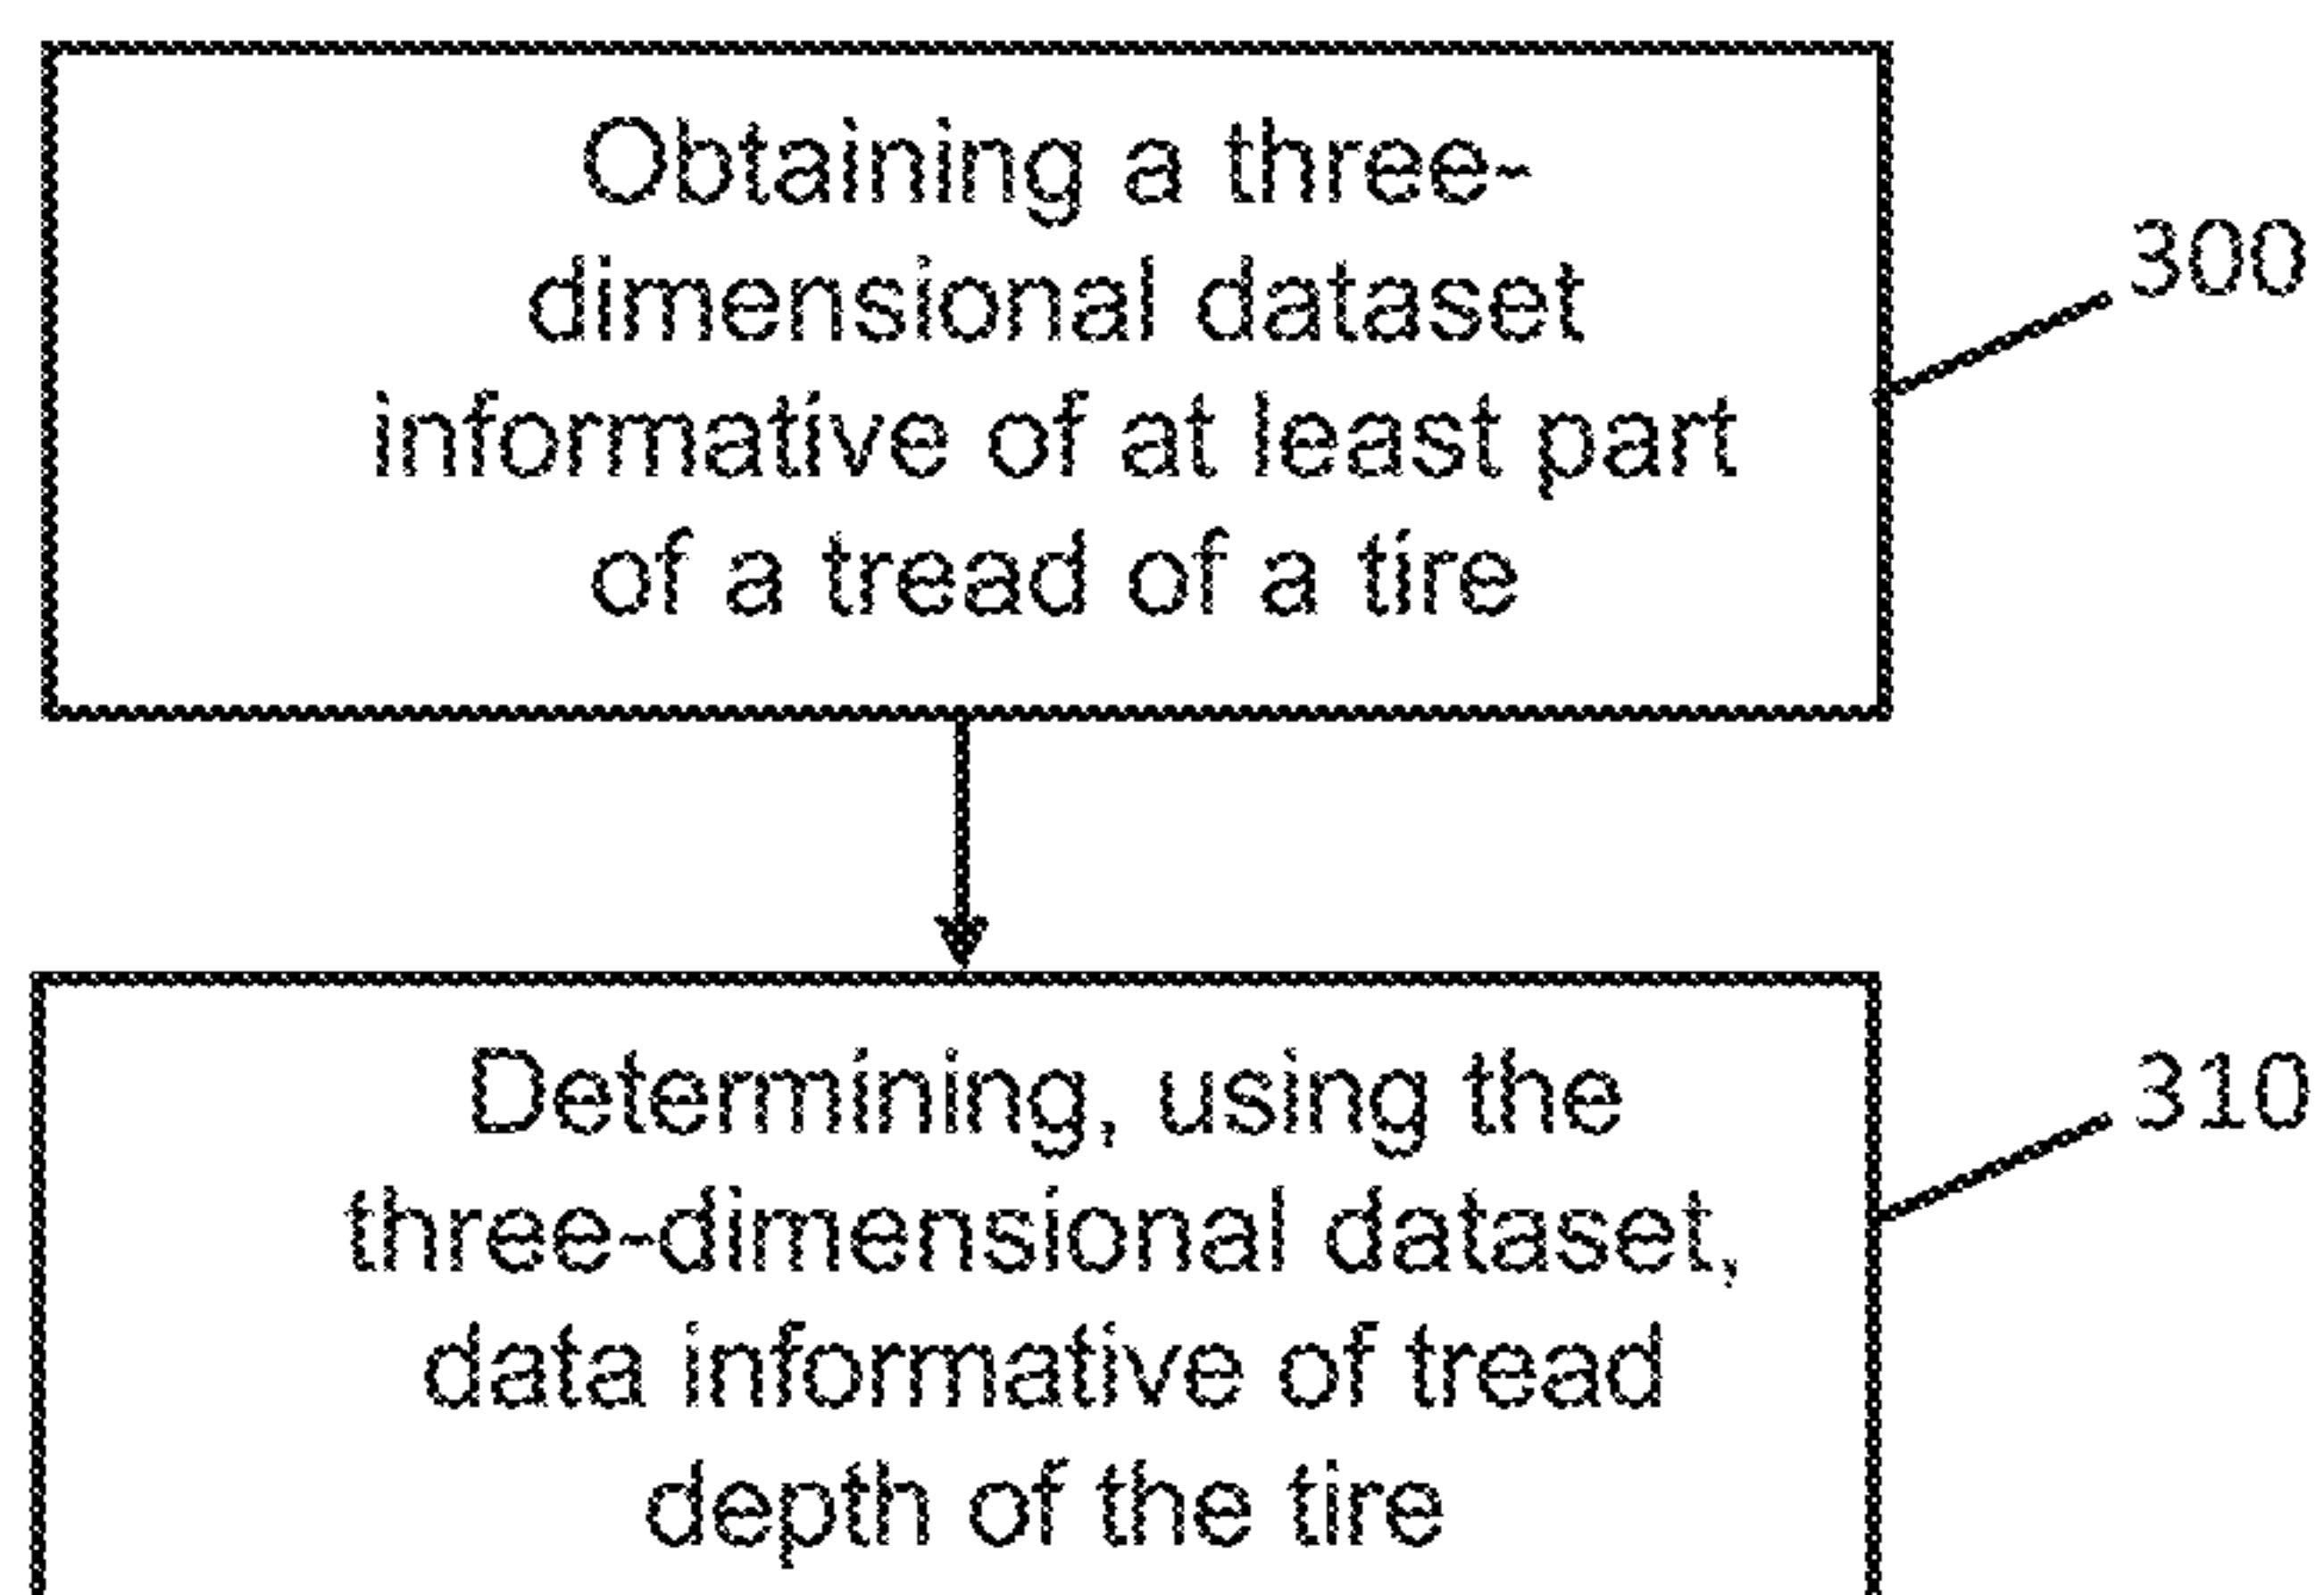 Obtaining a three-
dimensional dataset
informative of at least part
of a tread of a tire
300
Determining, using the
three-dimensional dataset,
data informative of tread
depth of the tire
310